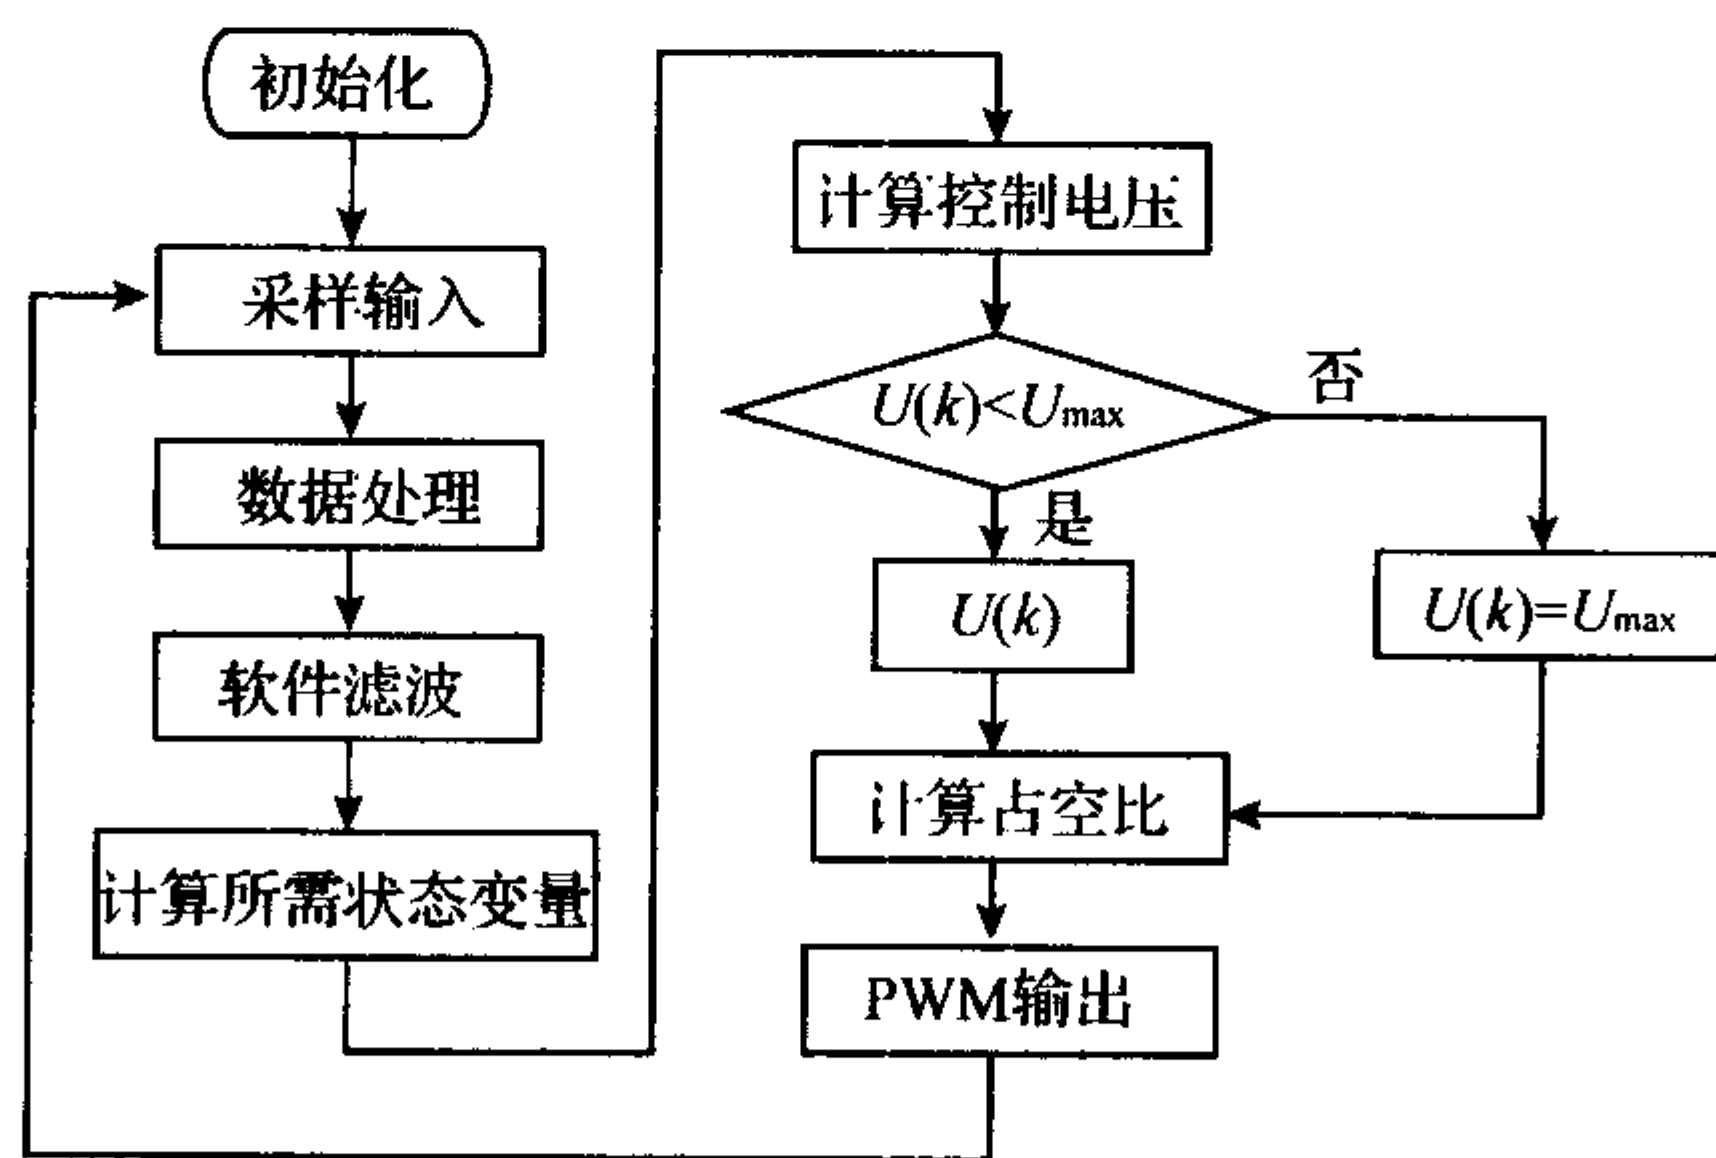 初始化
采样输入
数据处理
软件滤波
计算所需状态变量
计算控制电压
U(k)<Umax
否
是
U(k)
U(k)=Umax
计算占空比
PWM输出